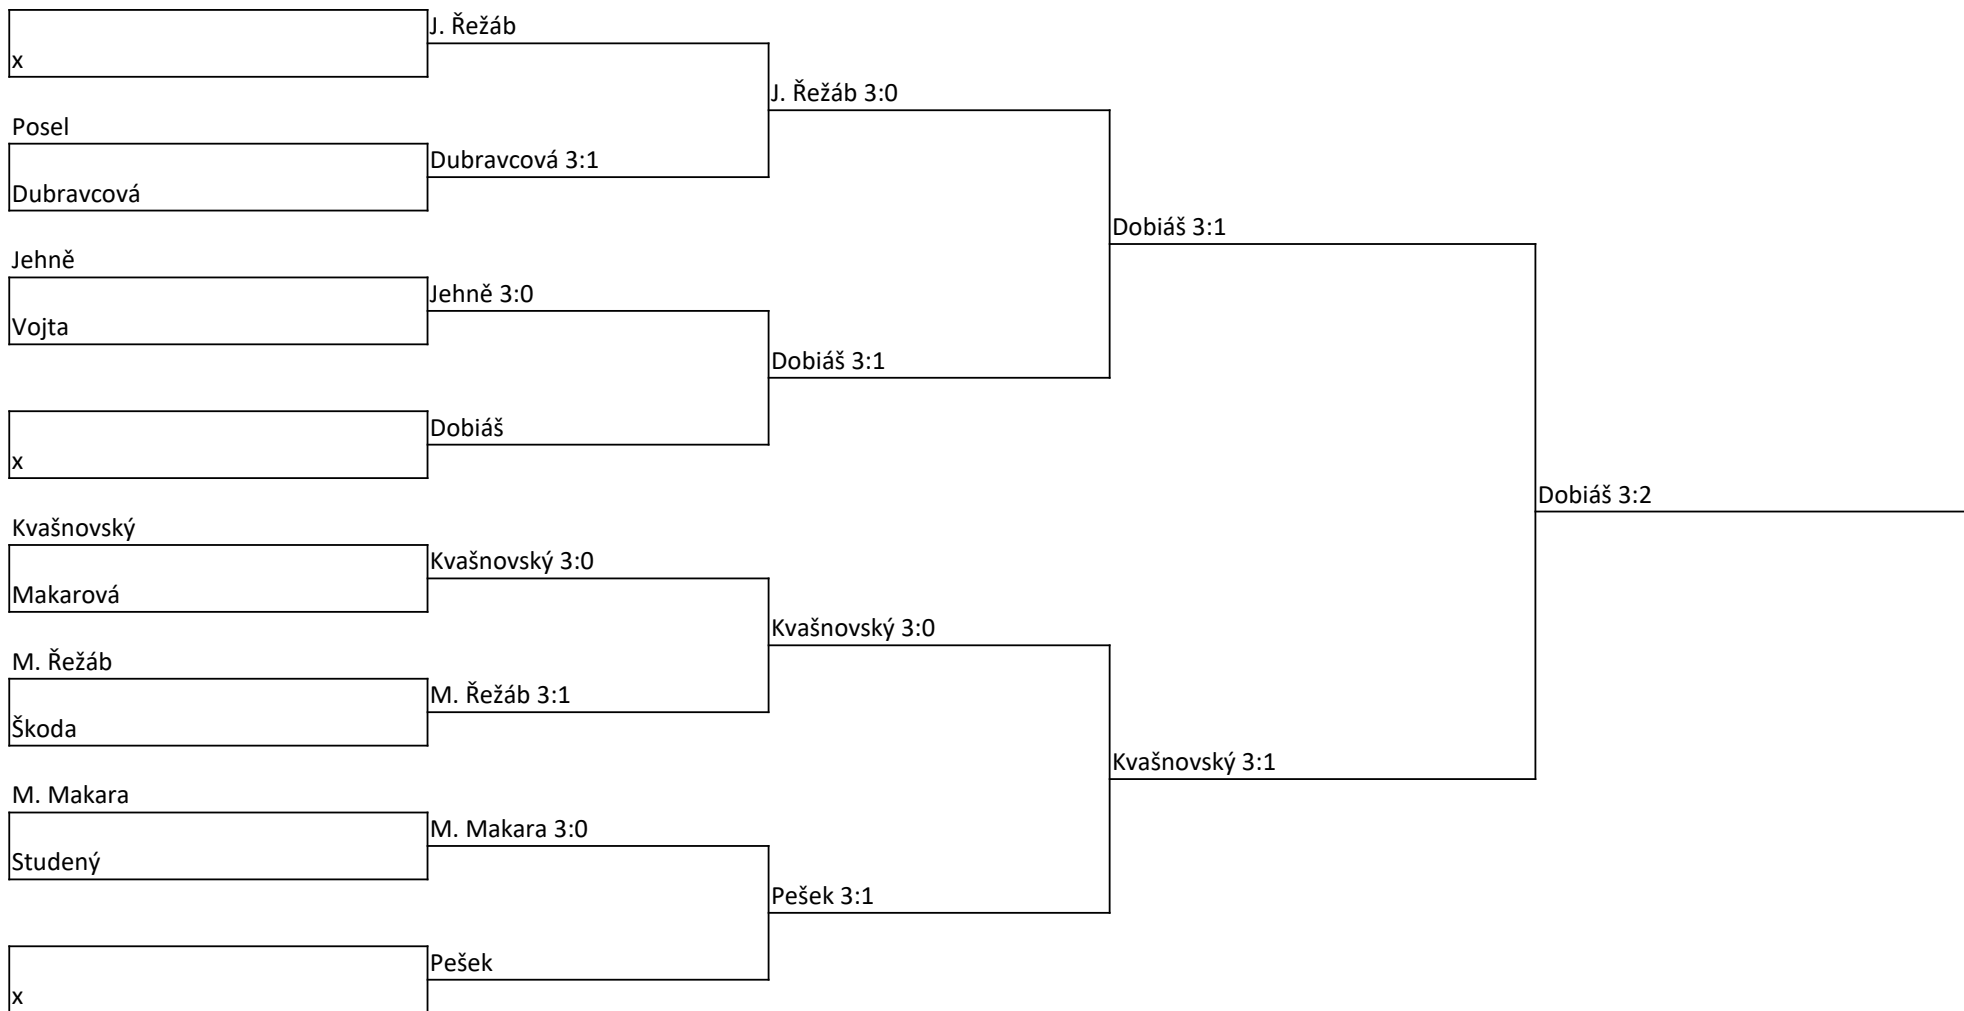 J. Řežáb
x
J. Řežáb 3:0
Posel
Dubravcová 3:1
Dubravcová
Dobiáš 3:1
Jehně
Jehně 3:0
Vojta
Dobiáš 3:1
Dobiáš
x
Dobiáš 3:2
Kvašnovský
Kvašnovský 3:0
Makarová
Kvašnovský 3:0
M. Řežáb
M. Řežáb 3:1
Škoda
Kvašnovský 3:1
M. Makara
M. Makara 3:0
Studený
Pešek 3:1
Pešek
x